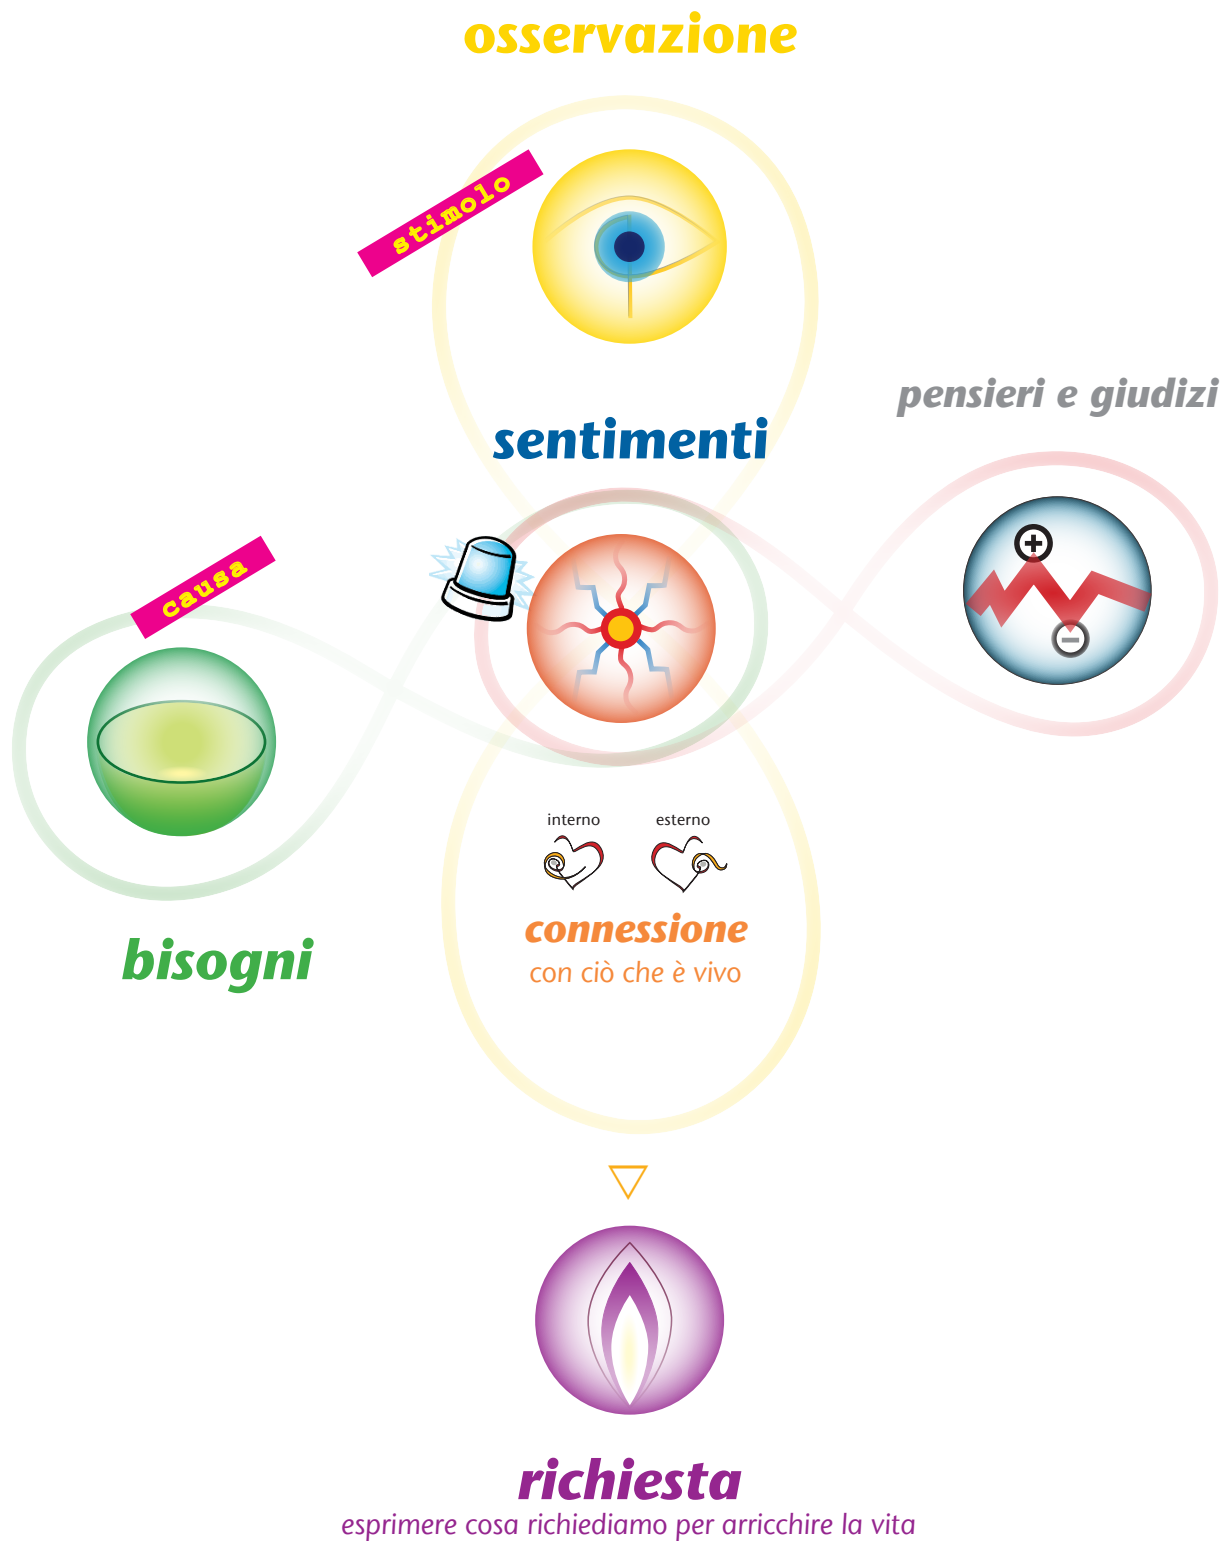 osservazione
stimolo
pensieri e giudizi
sentimenti
causa
interno
esterno
connessione
con ciò che è vivo
bisogni
richiesta
esprimere cosa richiediamo per arricchire la vita